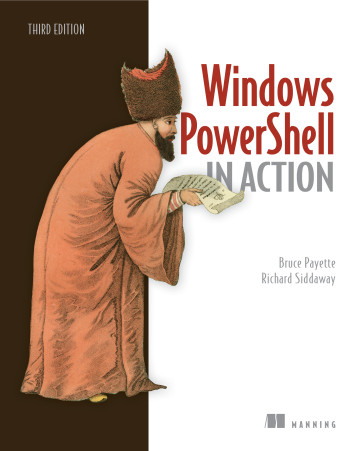 THIRD EDITION
Windows
PowerShell
IN ACTION
Bruce Payette
Richard Siddaway
MANNING